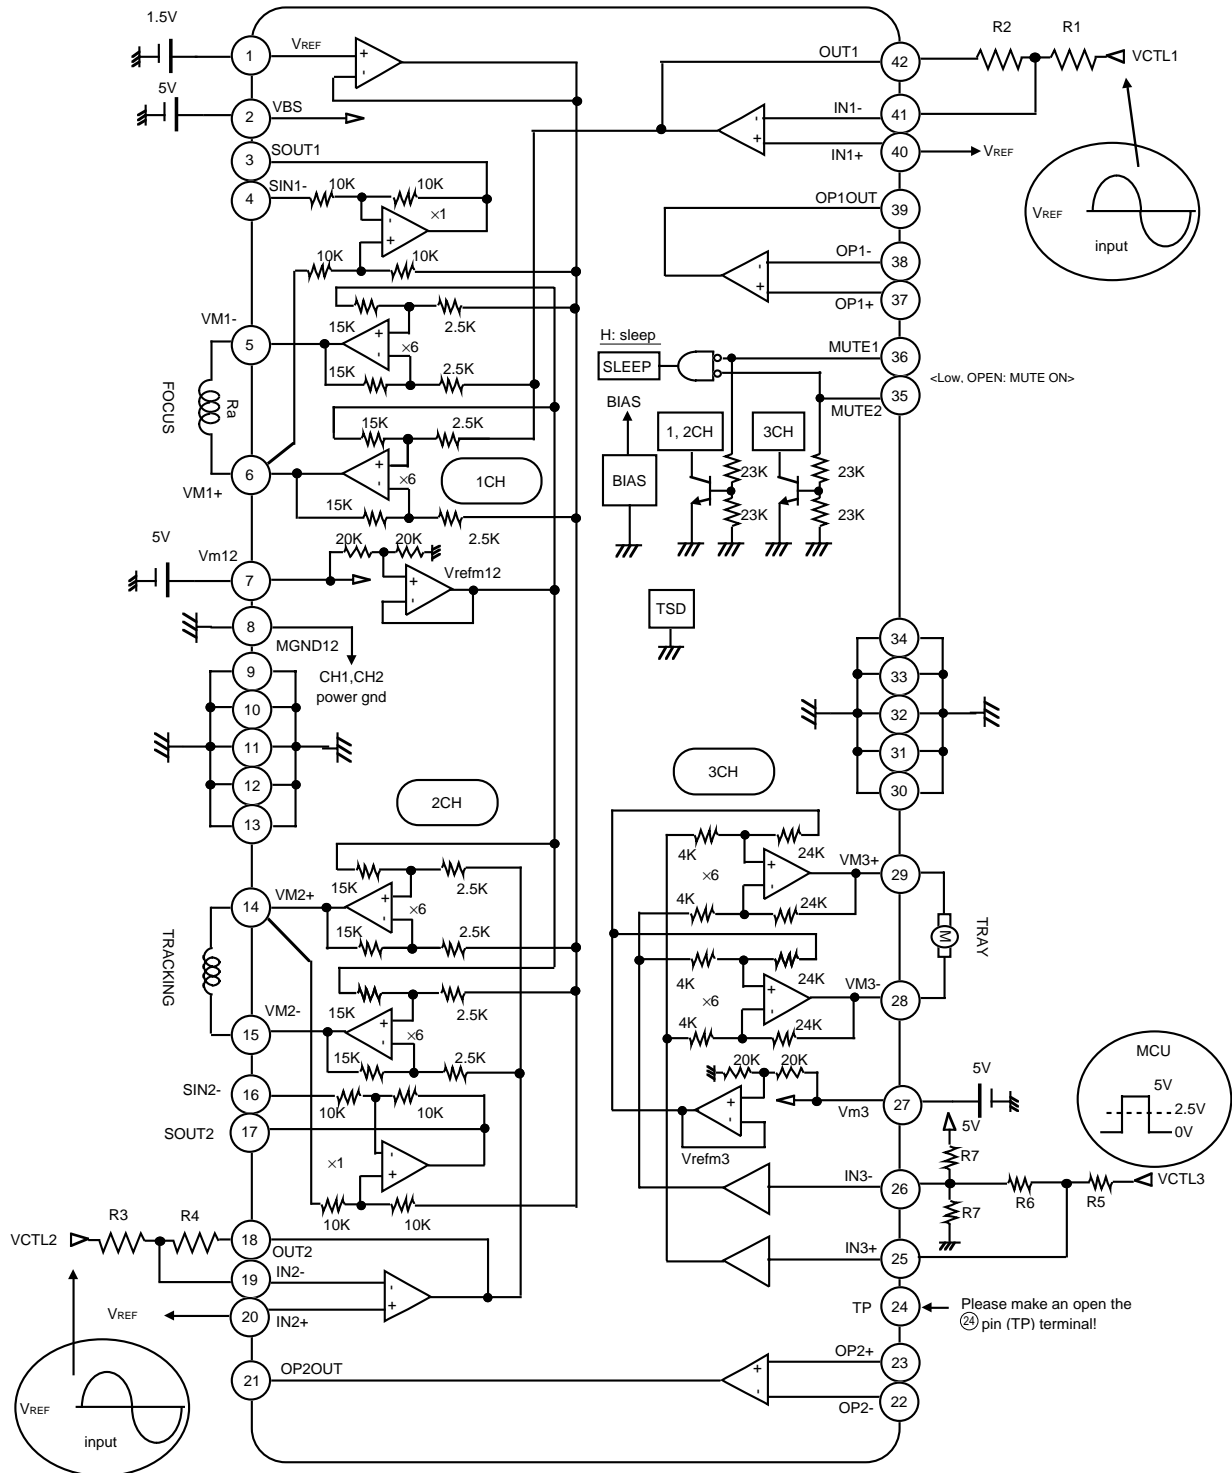 1.5V
1
VREF
+
-
5V
2
VBS
3
SOUT1
4
SIN1-
10K
10K
×1
-
+
10K
10K
VM1-
5
15K
2.5K
+
-
×6
15K
2.5K
FOCUS
Ra
15K
2.5K
+
-
×6
1CH
6
VM1+
15K
2.5K
5V
Vm12
20K
20K
7
Vrefm12
+
-
8
MGND12
CH1,CH2
power gnd
9
10
11
12
13
2CH
14
VM2+
15K
2.5K
+
-
×6
15K
2.5K
TRACKING
VM2-
15
15K
2.5K
+
-
×6
15K
2.5K
SIN2-
16
10K
10K
17
SOUT2
×1
-
+
10K
10K
R3
R4
VCTL2
18
OUT2
19
IN2-
-
+
VREF
20
IN2+
21
OP2OUT
VREF
input
OUT1
42
R2
R1
VCTL1
IN1-
41
-
+
IN1+
40
VREF
VREF
input
OP1OUT
39
OP1-
38
-
+
OP1+
37
H: sleep
SLEEP
MUTE1
36
35
<Low, OPEN: MUTE ON>
MUTE2
BIAS
1, 2CH
3CH
BIAS
23K
23K
23K
23K
TSD
34
33
32
31
30
3CH
4K
24K
×6
+
-
VM3+
29
4K
24K
M
TRAY
4K
24K
×6
+
-
VM3-
28
4K
24K
20K
20K
5V
+
-
Vm3
27
Vrefm3
5V
MCU
5V
2.5V
0V
R7
IN3-
26
R6
R5
VCTL3
R7
IN3+
25
TP
24
Please make an open the
24 pin (TP) terminal!
OP2+
23
+
-
OP2-
22